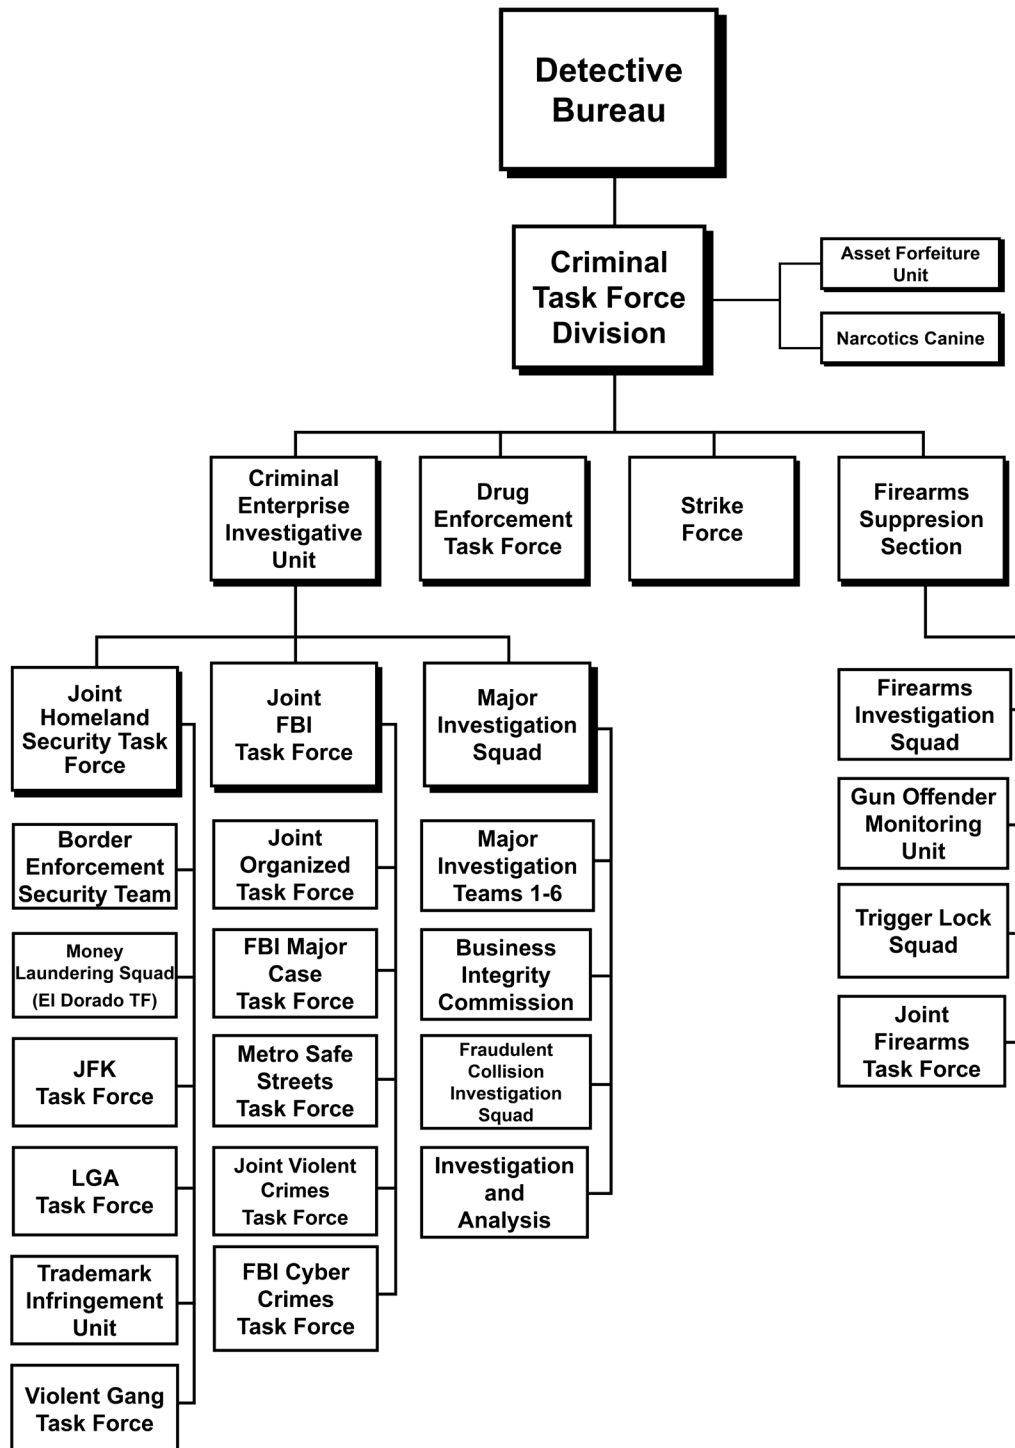 Detective
Bureau
Criminal
Task Force
Division
Asset Forfeiture
Unit
Narcotics Canine
Criminal
Enterprise
Investigative
Unit
Drug
Enforcement
Task Force
Strike
Force
Firearms
Suppresion
Section
Joint
Homeland
Security Task
Force
Joint
FBI
Task Force
Major
Investigation
Squad
Firearms
Investigation
Squad
Border
Enforcement
Security Team
Joint
Organized
Task Force
Major
Investigation
Teams 1-6
Gun Offender
Monitoring
Unit
Money
Laundering Squad
(El Dorado TF)
FBI Major
Case
Task Force
Business
Integrity
Commission
Trigger Lock
Squad
JFK
Task Force
Metro Safe
Streets
Task Force
Fraudulent
Collision
Investigation
Squad
Joint
Firearms
Task Force
LGA
Task Force
Joint Violent
Crimes
Task Force
Investigation
and
Analysis
Trademark
Infringement
Unit
FBI Cyber
Crimes
Task Force
Violent Gang
Task Force